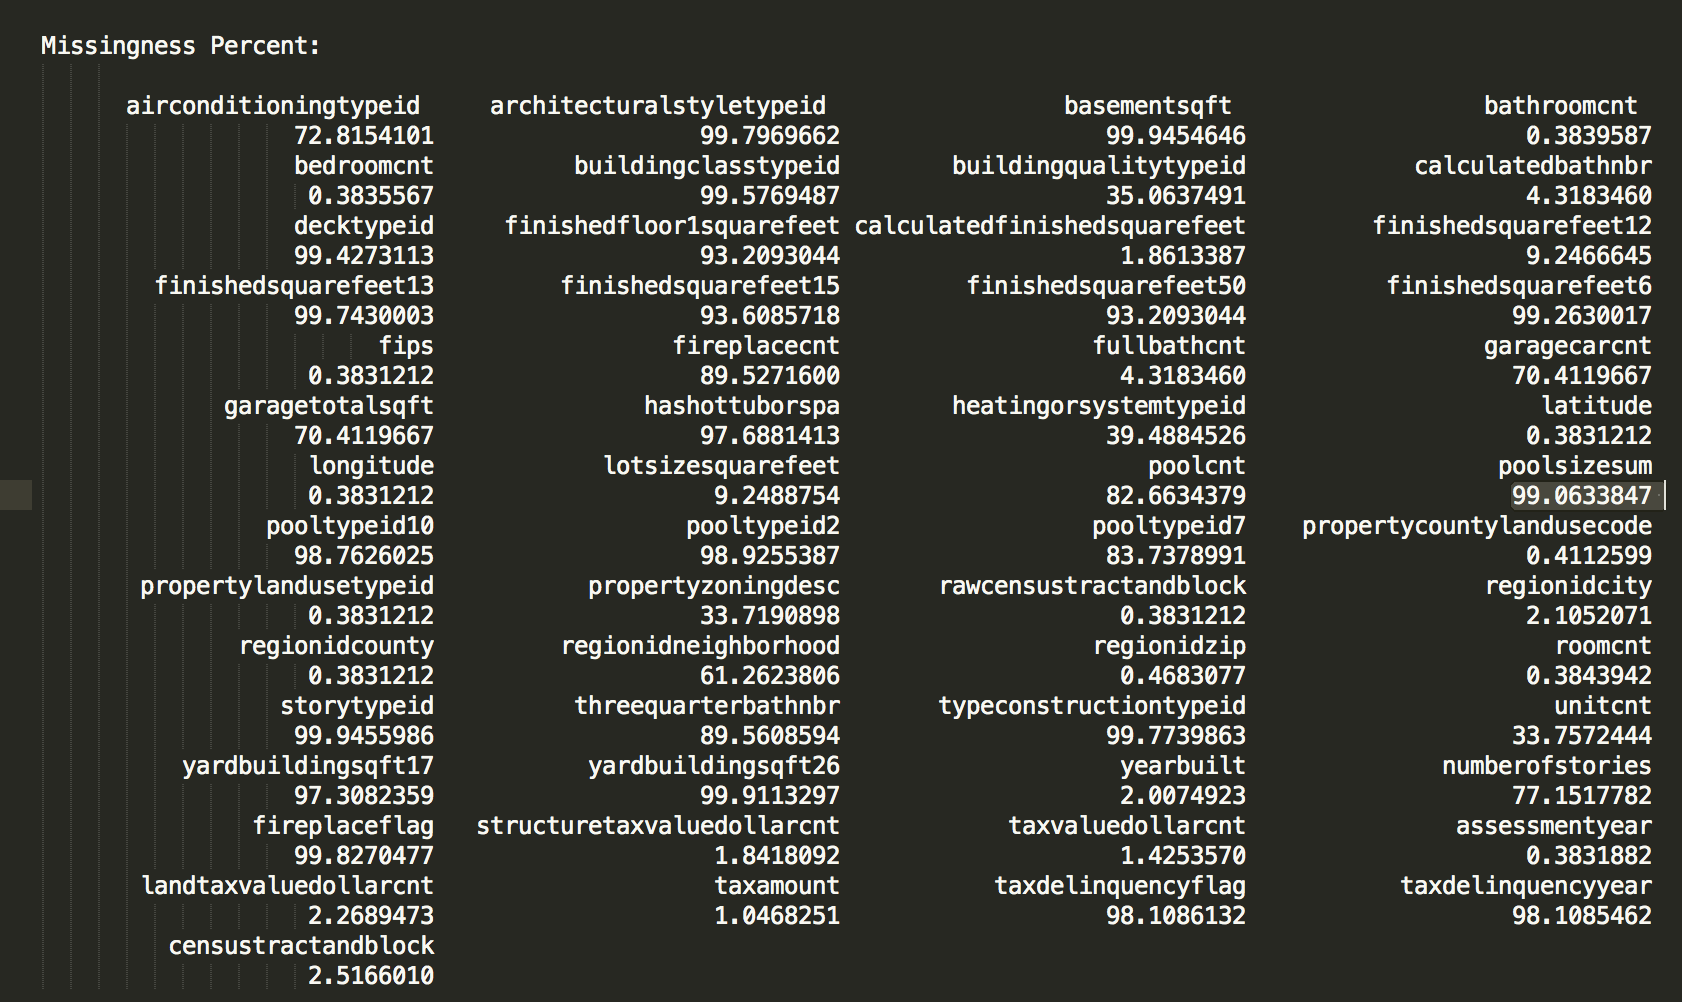 Missingness Percent:
airconditioningtypeid architecturalstyletypeid basementsqft bathroomcnt
72.8154101 99.7969662 99.9454646 0.3839587
bedroomcnt buildingclasstypeid buildingqualitytypeid calculatedbathnbr
0.3835567 99.5769487 35.0637491 4.3183460
decktypeid finishedfloor1squarefeet calculatedfinishedsquarefeet finishedsquarefeet12
99.4273113 93.2093044 1.8613387 9.2466645
finishedsquarefeet13 finishedsquarefeet15 finishedsquarefeet50 finishedsquarefeet6
99.7430003 93.6085718 93.2093044 99.2630017
fips fireplacecnt fullbathcnt garagecarcnt
0.3831212 89.5271600 4.3183460 70.4119667
garagetotalsqft hashottuborspa heatingorsystemtypeid latitude
70.4119667 97.6881413 39.4884526 0.3831212
longitude lotsizesquarefeet poolcnt poolsizesum
0.3831212 9.2488754 82.6634379 99.0633847
pooltypeid10 pooltypeid2 pooltypeid7 propertycountylandusecode
98.7626025 98.9255387 83.7378991 0.4112599
propertylandusetypeid propertyzoningdesc rawcensustractandblock regionidcity
0.3831212 33.7190898 0.3831212 2.1052071
regionidcounty regionidneighborhood regionidzip roomcnt
0.3831212 61.2623806 0.4683077 0.3843942
storytypeid threequarterbathnbr typeconstructiontypeid unitcnt
99.9455986 89.5608594 99.7739863 33.7572444
yardbuildingsqft17 yardbuildingsqft26 yearbuilt numberofstories
97.3082359 99.9113297 2.0074923 77.1517782
fireplaceflag structuretaxvaluedollarcnt taxvaluedollarcnt assessmentyear
99.8270477 1.8418092 1.4253570 0.3831882
landtaxvaluedollarcnt taxamount taxdelinquencyflag taxdelinquencyyear
2.2689473 1.0468251 98.1086132 98.1085462
censustractandblock
2.5166010